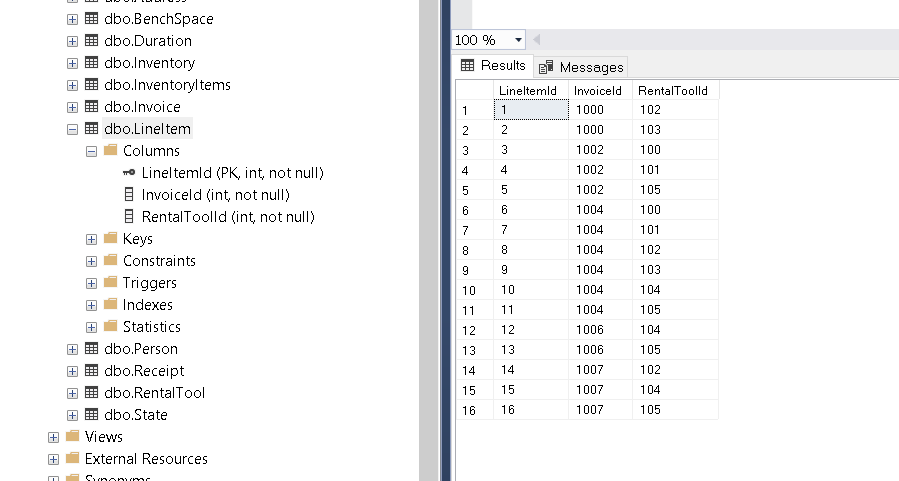 dbo.Address
dbo.BenchSpace
dbo.Duration
dbo.Inventory
dbo.InventoryItems
dbo.Invoice
dbo.LineItem
Columns
LineItemId (PK, int, not null)
InvoiceId (int, not null)
RentalToolId (int, not null)
Keys
Constraints
Triggers
Indexes
Statistics
dbo.Person
dbo.Receipt
dbo.RentalTool
dbo.State
Views
External Resources
Synonyms
100 %
Results Messages
LineItemId InvoiceId RentalToolId
1 1 1000 102
2 2 1000 103
3 3 1002 100
4 4 1002 101
5 5 1002 105
6 6 1004 100
7 7 1004 101
8 8 1004 102
9 9 1004 103
10 10 1004 104
11 11 1004 105
12 12 1006 104
13 13 1006 105
14 14 1007 102
15 15 1007 104
16 16 1007 105